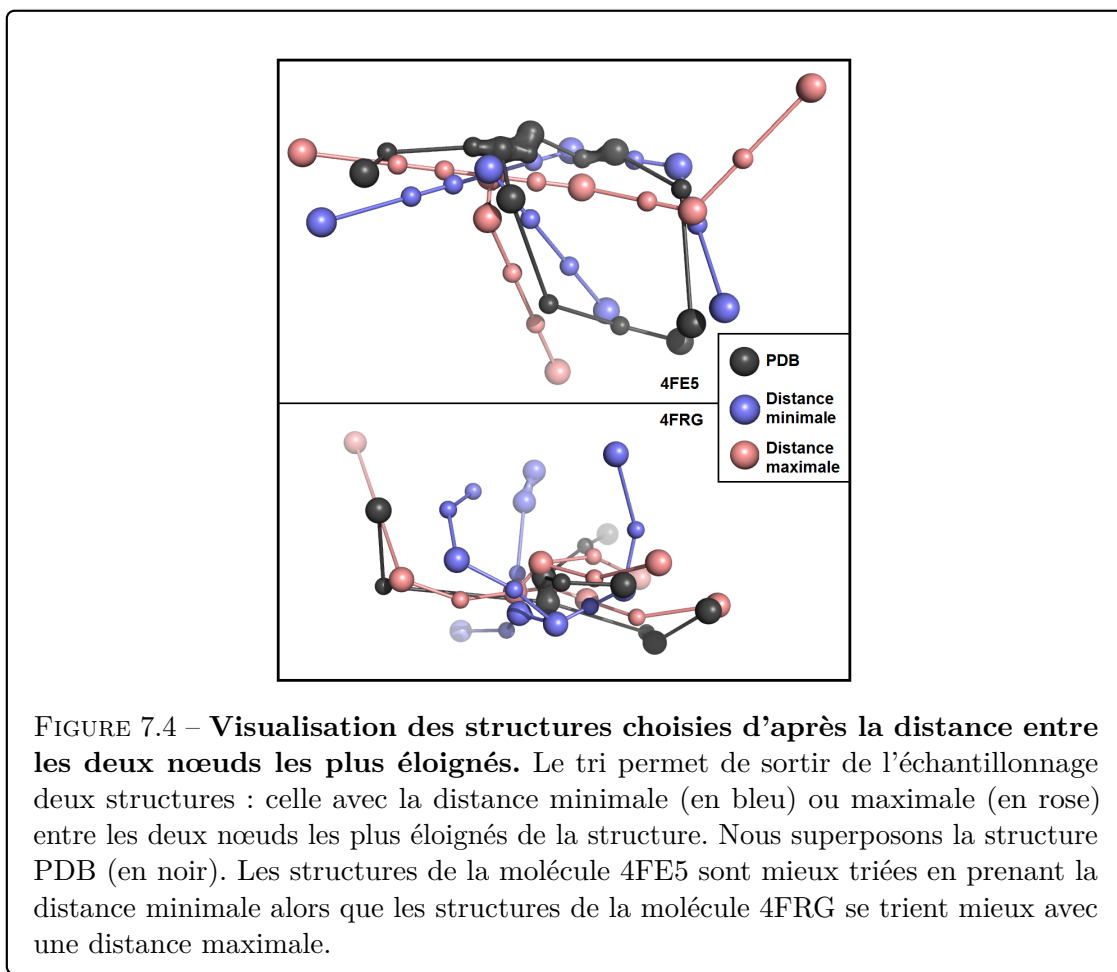 4FE5
PDB
Distance
minimale
Distance
maximale
4FRG
FIGURE 7.4 – Visualisation des structures choisies d'après la distance entre
les deux nœuds les plus éloignés. Le tri permet de sortir de l'échantillonnage
deux structures : celle avec la distance minimale (en bleu) ou maximale (en rose)
entre les deux nœuds les plus éloignés de la structure. Nous superposons la structure
PDB (en noir). Les structures de la molécule 4FE5 sont mieux triées en prenant la
distance minimale alors que les structures de la molécule 4FRG se trient mieux avec
une distance maximale.